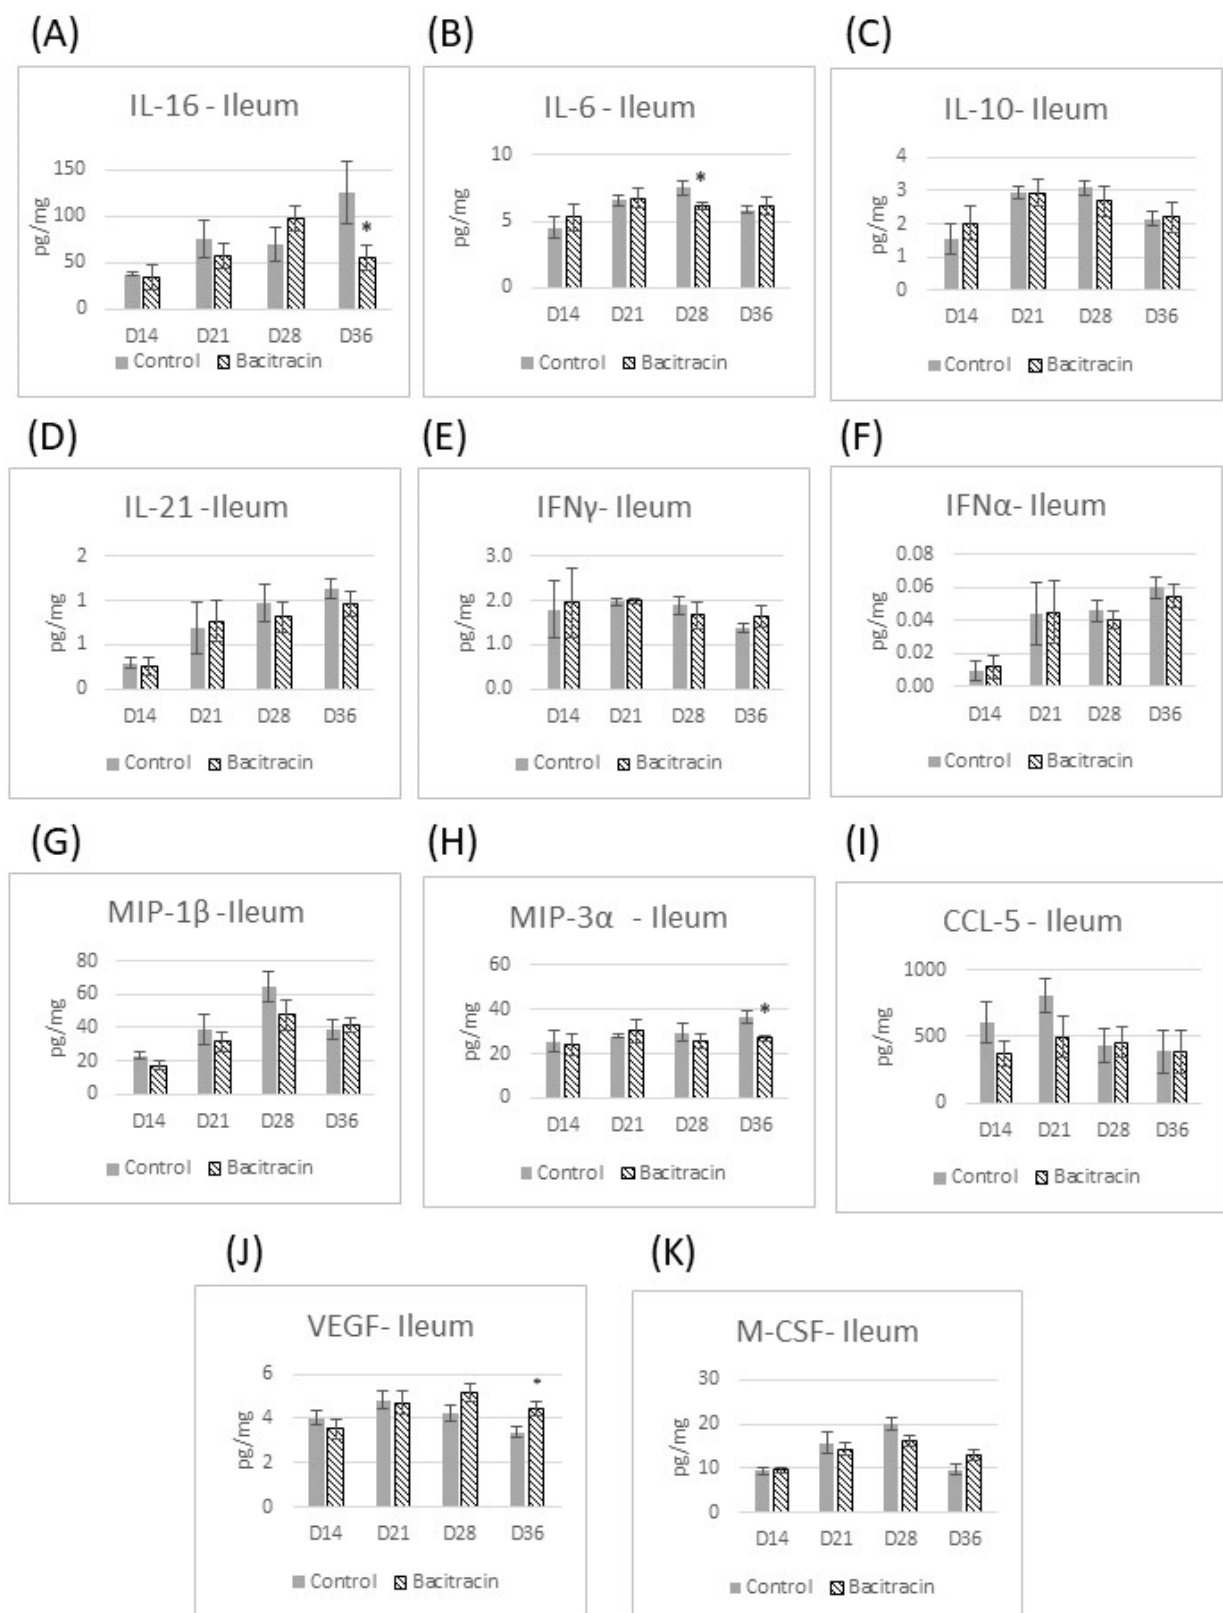 (A)
(B)
(C)
IL-16 - Ileum
150
100
50
0
pg/mg
*
D14 D21 D28 D36
Control Bacitracin
IL-6 - Ileum
10
5
0
pg/mg
*
D14 D21 D28 D36
Control Bacitracin
IL-10- Ileum
4
3
2
1
0
pg/mg
D14 D21 D28 D36
Control Bacitracin
(D)
(E)
(F)
IL-21 -Ileum
2
1
1
0
pg/mg
D14 D21 D28 D36
Control Bacitracin
IFNγ- Ileum
3.0
2.0
1.0
0.0
pg/mg
D14 D21 D28 D36
Control Bacitracin
IFNα- Ileum
0.08
0.06
0.04
0.02
0.00
pg/mg
D14 D21 D28 D36
Control Bacitracin
(G)
(H)
(I)
MIP-1β -Ileum
80
60
40
20
0
pg/mg
D14 D21 D28 D36
Control Bacitracin
MIP-3α - Ileum
60
40
20
0
pg/mg
*
D14 D21 D28 D36
Control Bacitracin
CCL-5 - Ileum
1000
500
0
pg/mg
D14 D21 D28 D36
Control Bacitracin
(J)
(K)
VEGF- Ileum
6
4
2
0
pg/mg
*
D14 D21 D28 D36
Control Bacitracin
M-CSF- Ileum
30
20
10
0
pg/mg
D14 D21 D28 D36
Control Bacitracin